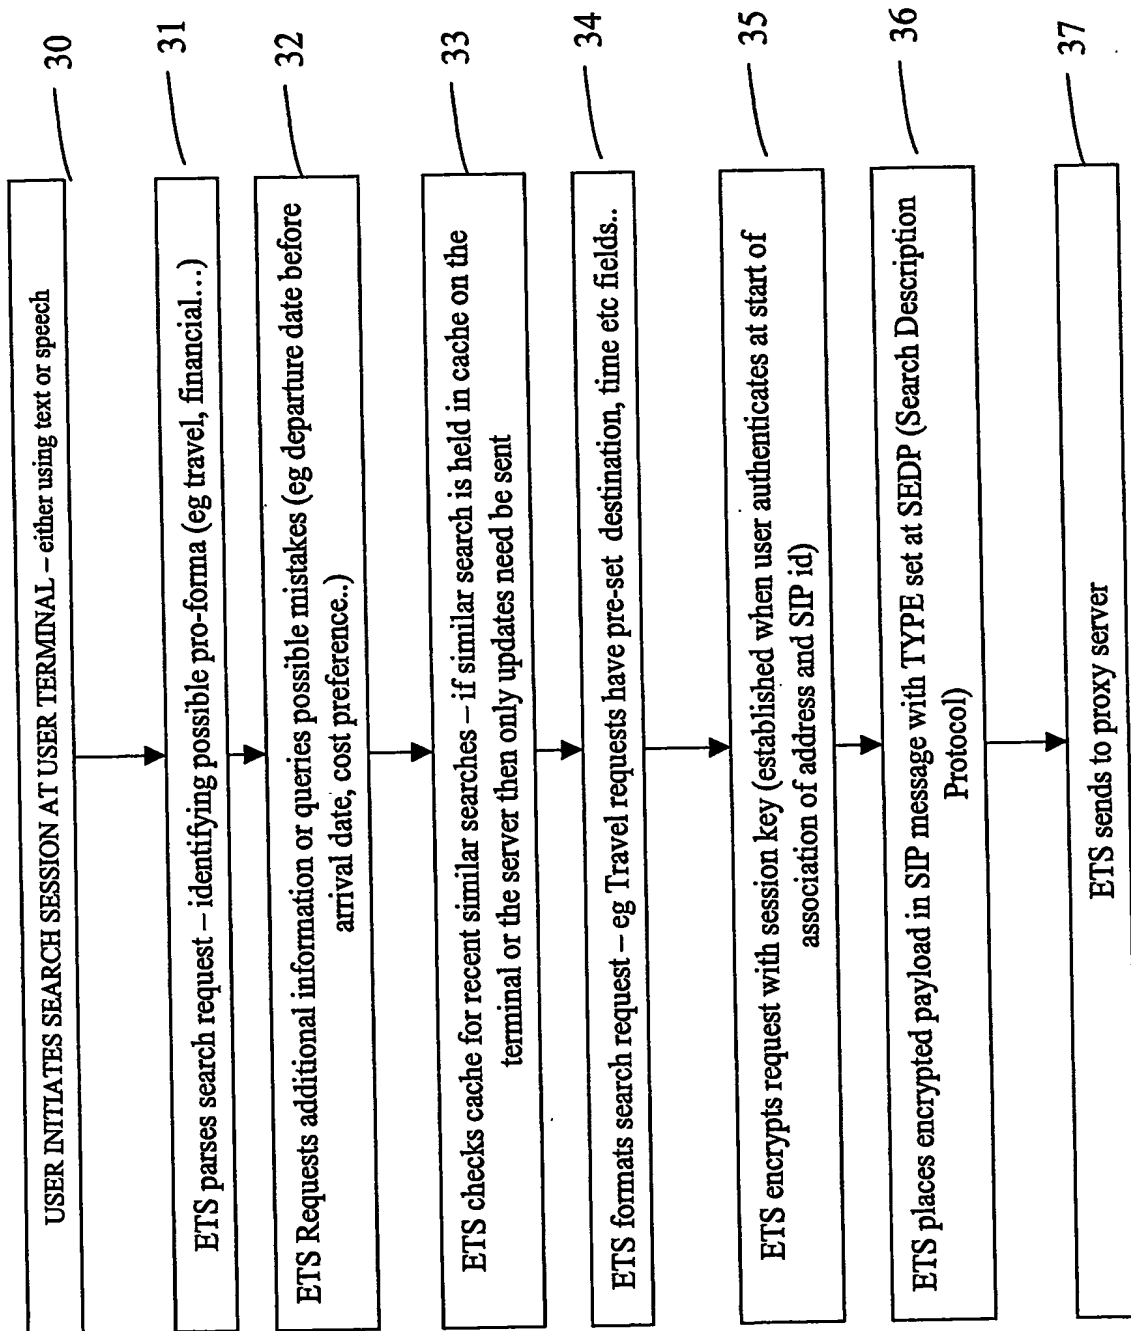 USER INITIATES SEARCH SESSION AT USER TERMINAL – either using text or speech
30
ETS parses search request – identifying possible pro-forma (eg travel, financial…)
31
ETS Requests additional information or queries possible mistakes (eg departure date before
arrival date, cost preference..)
32
ETS checks cache for recent similar searches – if similar search is held in cache on the
terminal or the server then only updates need be sent
33
ETS formats search request – eg Travel requests have pre-set destination, time etc fields..
34
ETS encrypts request with session key (established when user authenticates at start of
association of address and SIP id)
35
ETS places encrypted payload in SIP message with TYPE set at SEDP (Search Description
Protocol)
36
ETS sends to proxy server
37